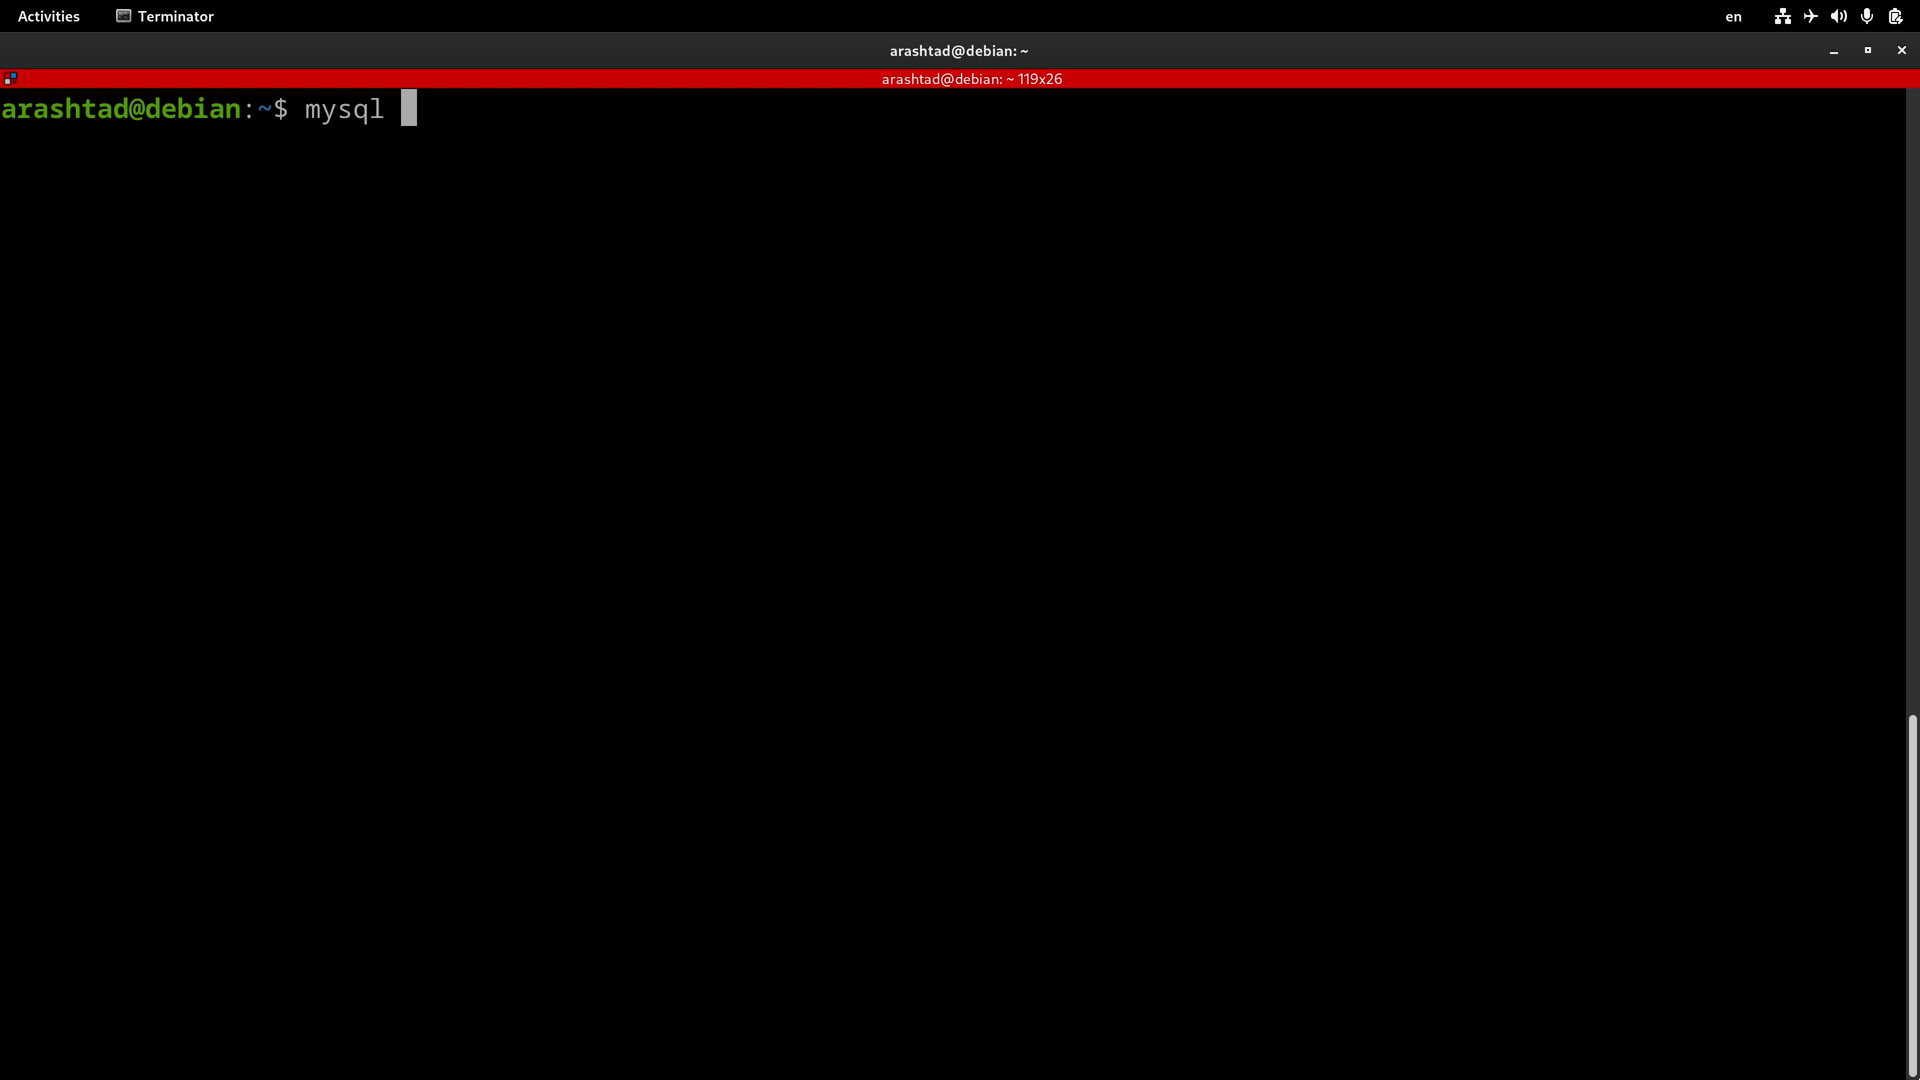 Activities Terminator en
arashtad@debian: ~
arashtad@debian: ~ 119x26
arashtad@debian:~$ mysql